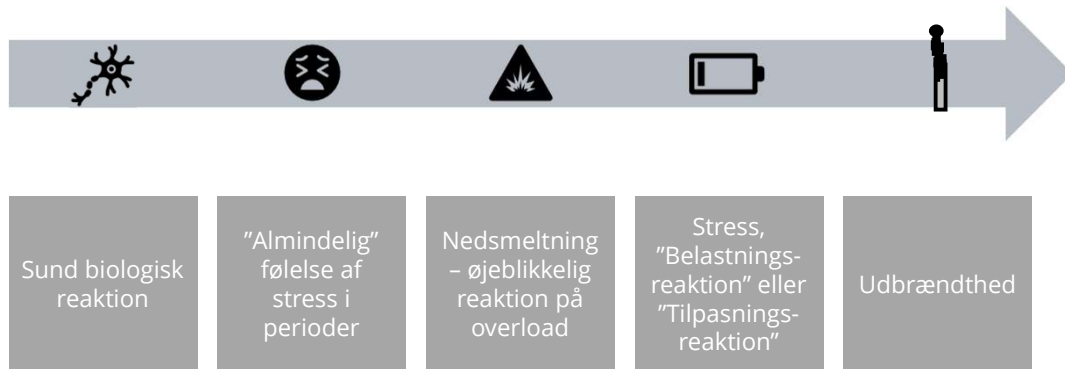 Sund biologisk
reaktion
”Almindelig”
følelse af
stress i
perioder
Nedsmeltning
– øjeblikkelig
reaktion på
overload
Stress,
”Belastnings-
reaktion” eller
”Tilpasnings-
reaktion”
Udbrændthed